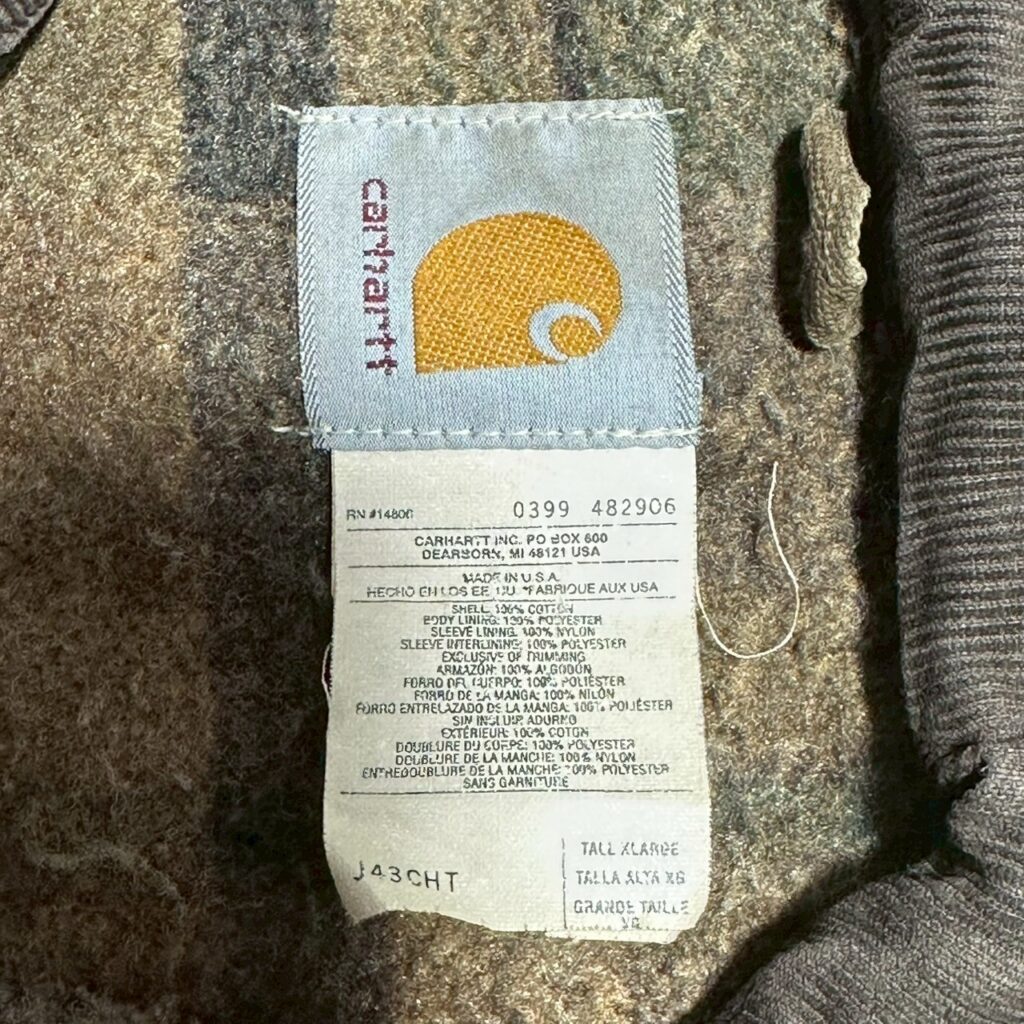 carhartt
RN #14806 0399 482906
CARHARTT INC. PO BOX 600
DEARBORN, MI 48121 USA
MADE IN U.S.A.
HECHO EN LOS EE. UU. *FABRIQUE AUX USA
SHELL: 100% COTTON
BODY LINING: 100% POLYESTER
SLEEVE LINING: 100% NYLON
SLEEVE INTERLINING: 100% POLYESTER
EXCLUSIVE OF TRIMMING
ARMAZON: 100% ALGODON
FORRO DEL CUERPO: 100% POLIESTER
FORRO DE LA MANGA: 100% NILON
FORRO ENTRELAZADO DE LA MANGA: 100% POLIESTER
SIN INCLUIR ADORNO
EXTERIEUR: 100% COTON
DOUBLURE DU CORPS: 100% POLYESTER
DOUBLURE DE LA MANCHE: 100% NYLON
ENTREDOUBLURE DE LA MANCHE: 100% POLYESTER
SANS GARNITURE
J43CHT
TALL XLARGE
TALLA ALTA XG
GRANDE TAILLE
XG